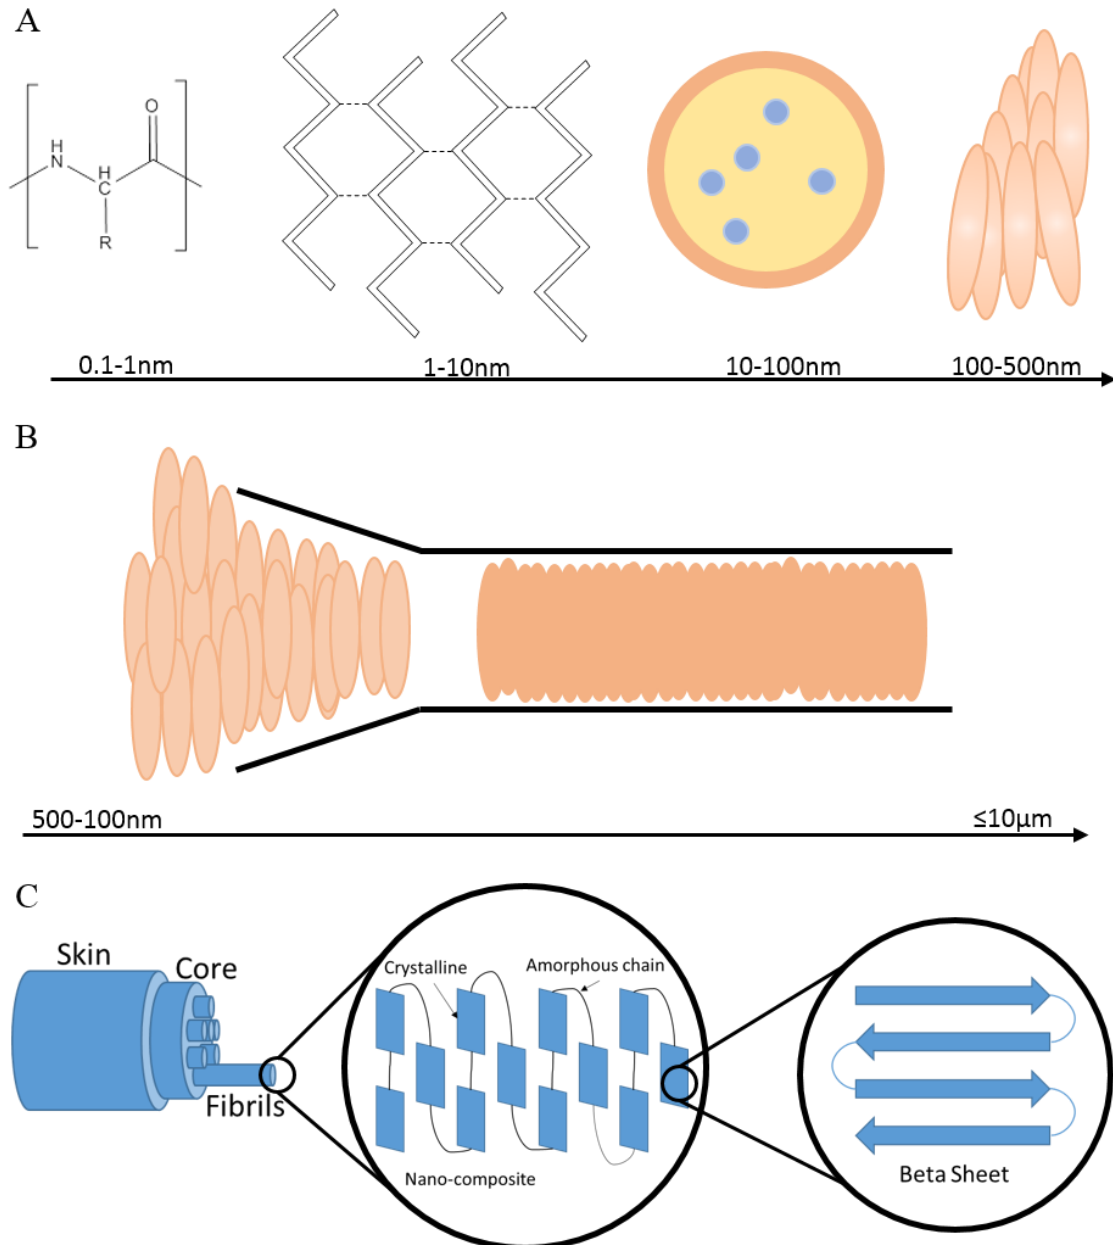 A
O
H
N
H
C
R
0.1-1nm
1-10nm
10-100nm
100-500nm
B
500-100nm
≤10μm
C
Skin
Core
Fibrils
Crystalline
Amorphous chain
Nano-composite
Beta Sheet